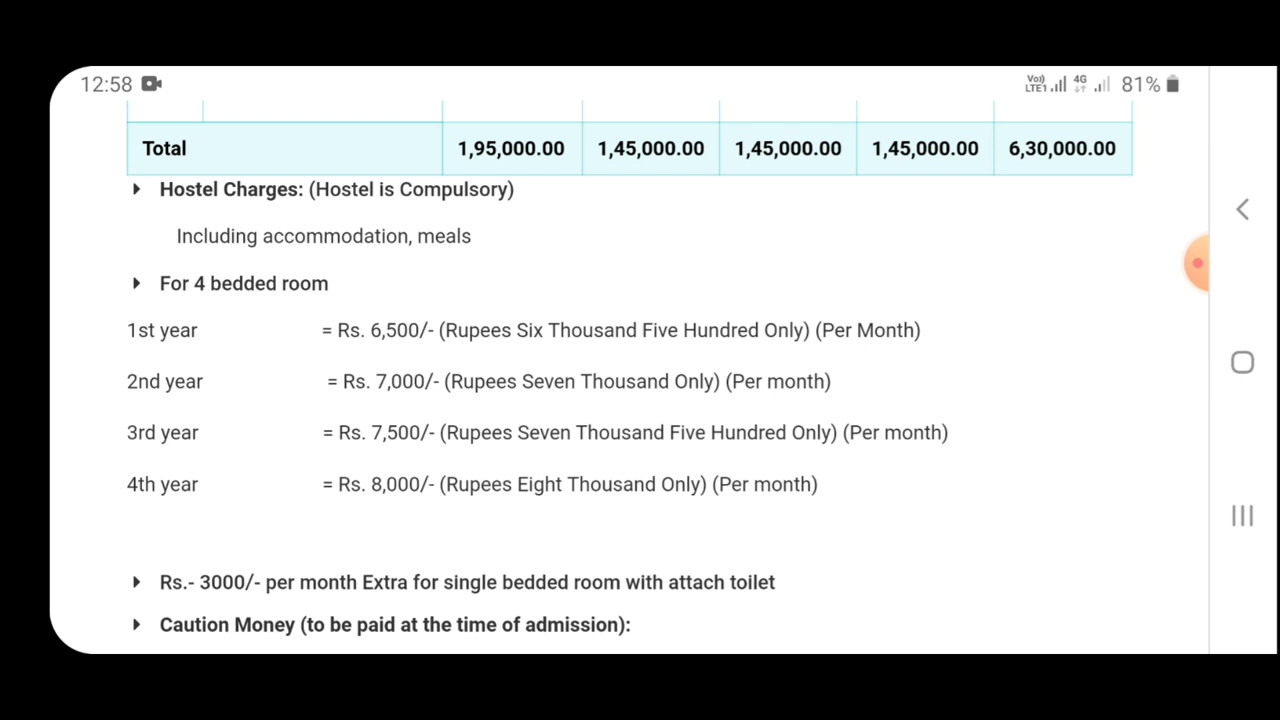 12:58 Vo)) LTE1 4G 81%
Total 1,95,000.00 1,45,000.00 1,45,000.00 1,45,000.00 6,30,000.00
Hostel Charges: (Hostel is Compulsory)
Including accommodation, meals
For 4 bedded room
1st year = Rs. 6,500/- (Rupees Six Thousand Five Hundred Only) (Per Month)
2nd year = Rs. 7,000/- (Rupees Seven Thousand Only) (Per month)
3rd year = Rs. 7,500/- (Rupees Seven Thousand Five Hundred Only) (Per month)
4th year = Rs. 8,000/- (Rupees Eight Thousand Only) (Per month)
Rs.- 3000/- per month Extra for single bedded room with attach toilet
Caution Money (to be paid at the time of admission):